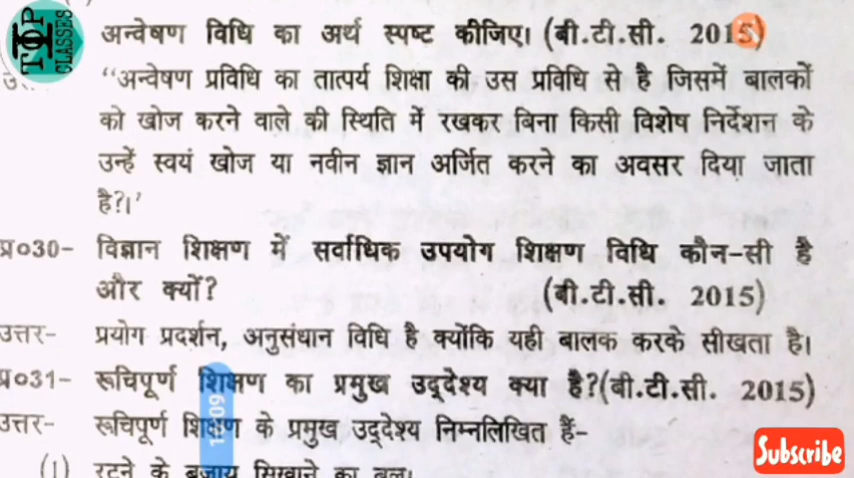 TOP CLASSES
अन्वेषण विधि का अर्थ स्पष्ट कीजिए। (बी.टी.सी. 2015)
“अन्वेषण प्रविधि का तात्पर्य शिक्षा की उस प्रविधि से है जिसमें बालकों
को खोज करने वाले की स्थिति में रखकर बिना किसी विशेष निर्देशन के
उन्हें स्वयं खोज या नवीन ज्ञान अर्जित करने का अवसर दिया जाता
है?।’
प्र०30- विज्ञान शिक्षण में सर्वाधिक उपयोग शिक्षण विधि कौन-सी है
और क्यों? (बी.टी.सी. 2015)
उत्तर- प्रयोग प्रदर्शन, अनुसंधान विधि है क्योंकि यही बालक करके सीखता है।
प्र०31- रूचिपूर्ण शिक्षण का प्रमुख उद्देश्य क्या है?(बी.टी.सी. 2015)
उत्तर- रूचिपूर्ण शिक्षण के प्रमुख उद्देश्य निम्नलिखित हैं-
(1) रटने के बजाय सिखाने का बल।
Subscribe